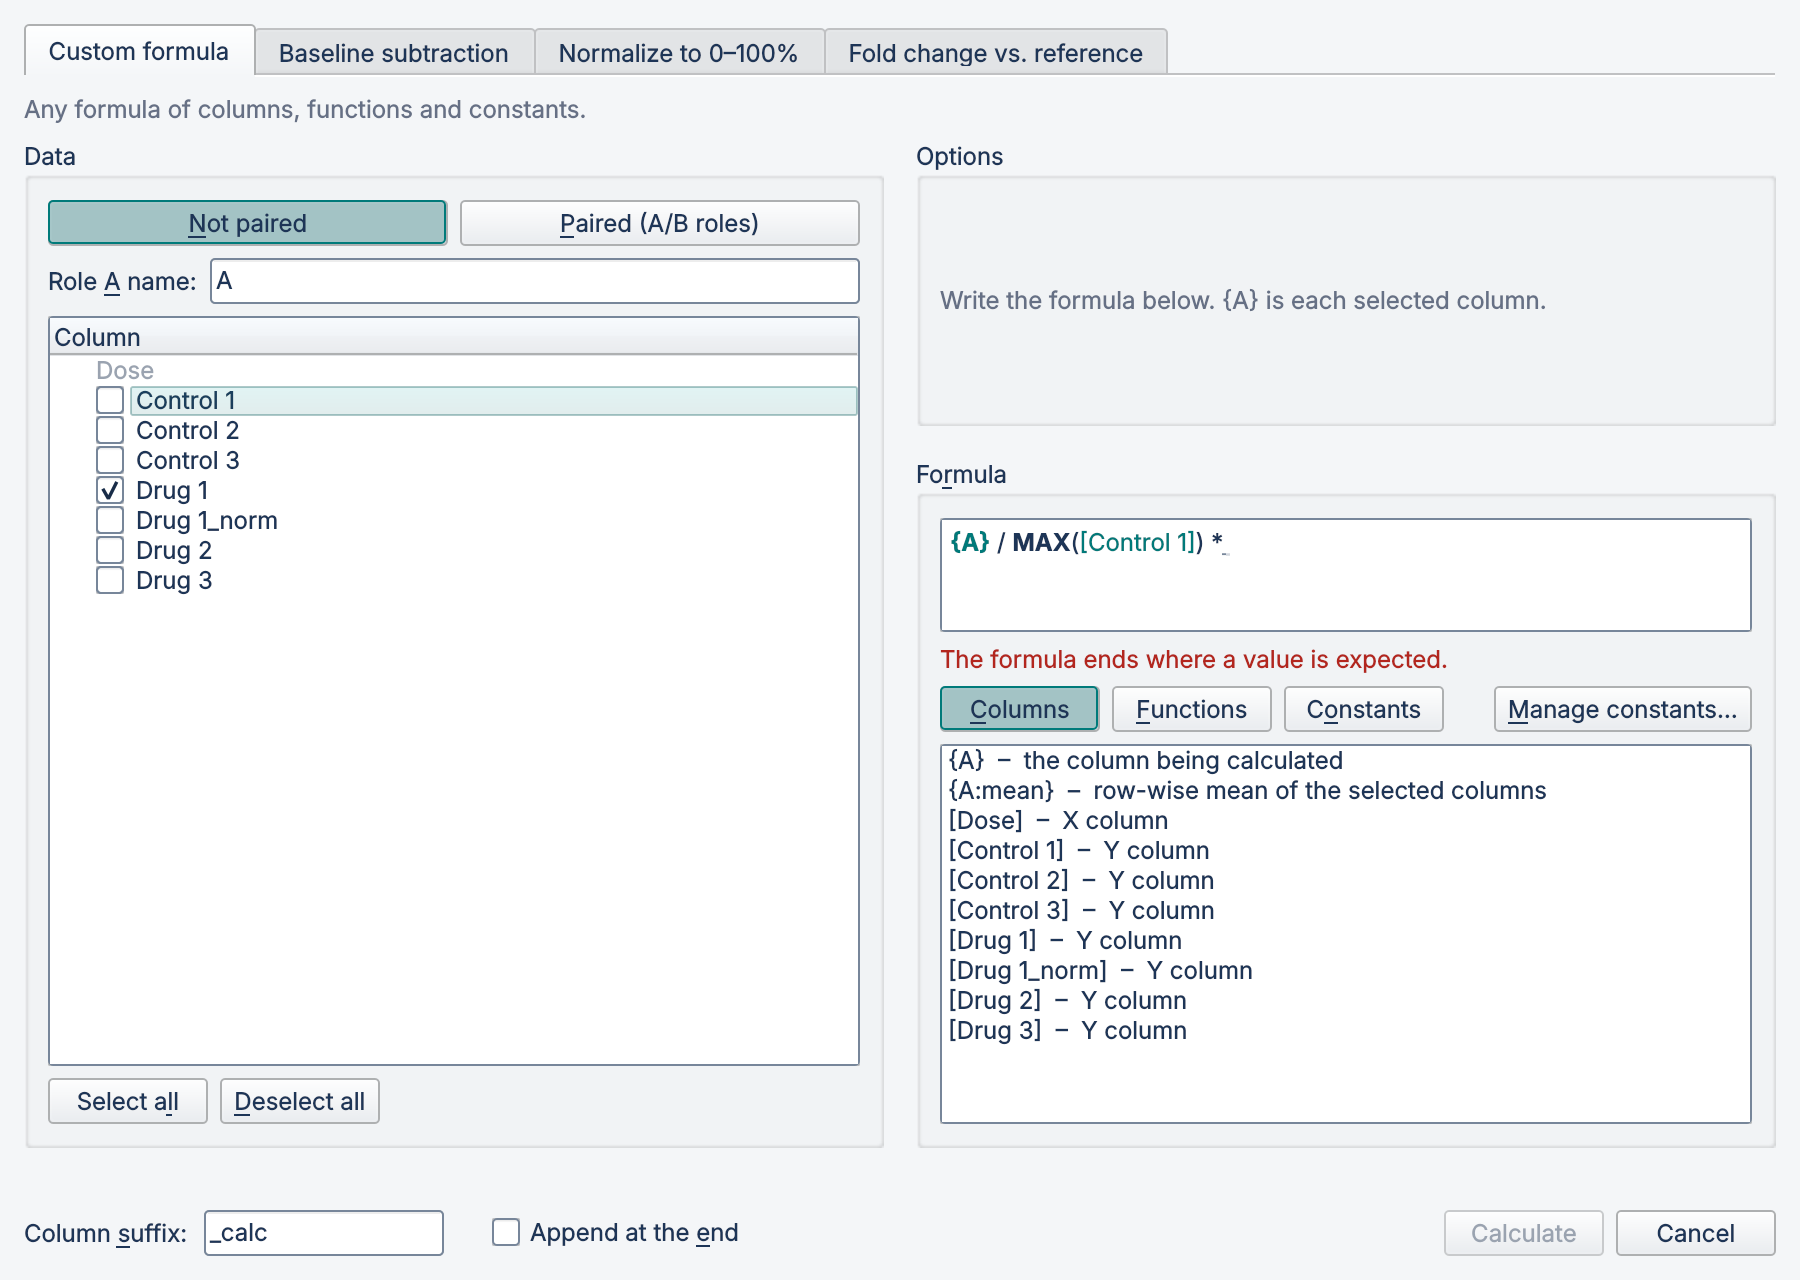 Custom formula
Baseline subtraction
Normalize to 0–100%
Fold change vs. reference
Any formula of columns, functions and constants.
Data
Not paired
Paired (A/B roles)
Role A name: A
Column
Dose
Control 1
Control 2
Control 3
Drug 1
Drug 1_norm
Drug 2
Drug 3
Select all
Deselect all
Options
Write the formula below. {A} is each selected column.
Formula
{A} / MAX([Control 1]) *
The formula ends where a value is expected.
Columns
Functions
Constants
Manage constants...
{A} – the column being calculated
{A:mean} – row-wise mean of the selected columns
[Dose] – X column
[Control 1] – Y column
[Control 2] – Y column
[Control 3] – Y column
[Drug 1] – Y column
[Drug 1_norm] – Y column
[Drug 2] – Y column
[Drug 3] – Y column
Column suffix: _calc
Append at the end
Calculate
Cancel